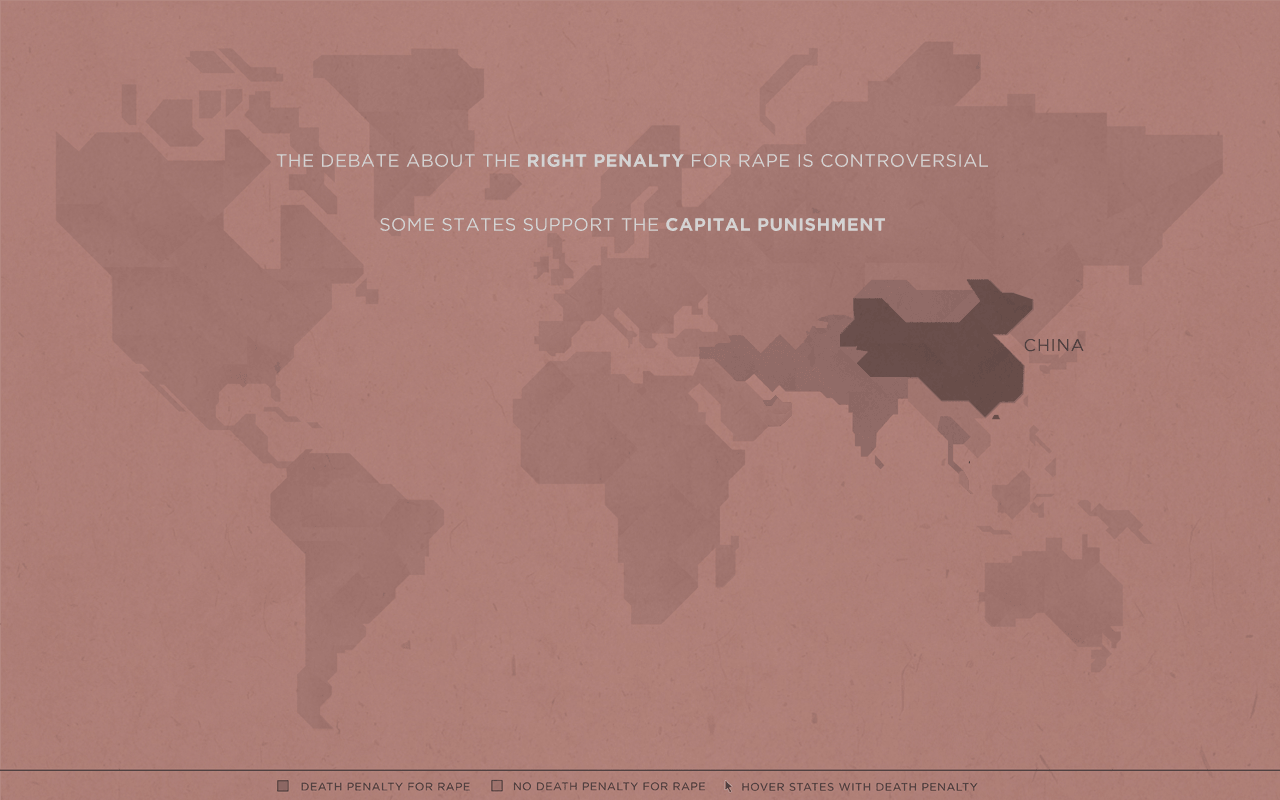 THE DEBATE ABOUT THE RIGHT PENALTY FOR RAPE IS CONTROVERSIAL
SOME STATES SUPPORT THE CAPITAL PUNISHMENT
CHINA
DEATH PENALTY FOR RAPE NO DEATH PENALTY FOR RAPE HOVER STATES WITH DEATH PENALTY